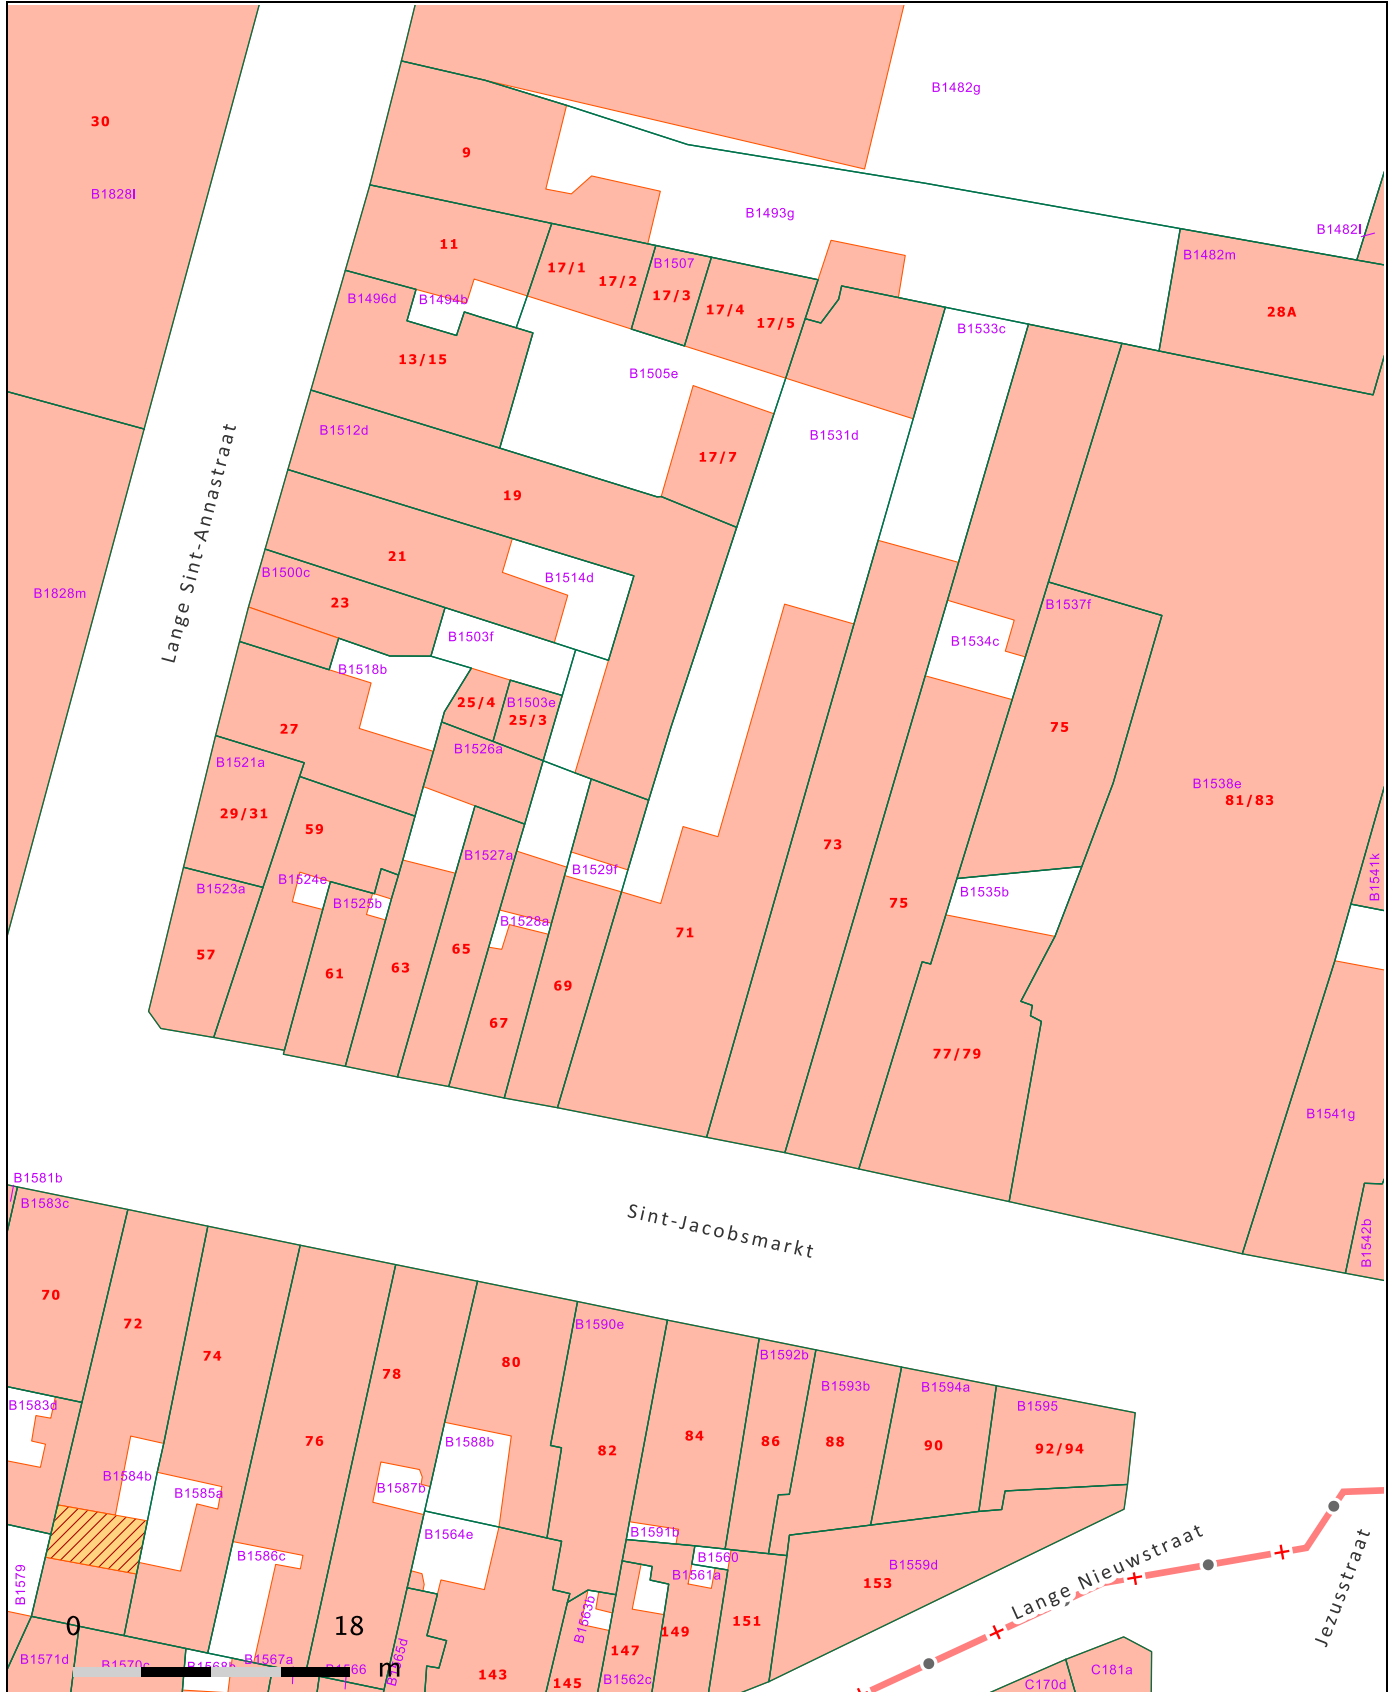 B1482g
30
9
B1828l
B1493g
B1482l
11
B1482m
17/1
B1507
17/2
17/3
B1496d
B1494b
17/4
28A
17/5
B1533c
13/15
B1505e
B1512d
B1531d
17/7
19
Lange Sint-Annastraat
21
B1500c
B1514d
B1828m
23
B1537f
B1503f
B1534c
B1518b
25/4
B1503e
25/3
27
75
B1526a
B1521a
B1538e
81/83
29/31
59
73
B1527a
B1541k
B1529f
B1524e
B1523a
B1535b
B1525b
75
B1528a
71
65
57
63
61
69
67
77/79
B1541g
B1581b
B1583c
Sint-Jacobsmarkt
B1542b
70
72
B1590e
74
80
B1592b
78
B1593b
B1594a
B1583d
B1595
84
76
86
88
90
82
92/94
B1588b
B1584b
B1587b
B1585a
B1591b
B1564e
B1586c
B1560
B1561a
B1559d
153
B1579
Lange Nieuwstraat
Jezusstraat
B1563b
0
18
151
149
147
B1565d
B1571d
B1570c
B1568b
B1567a
B1566
m
143
145
B1562c
C181a
C170d